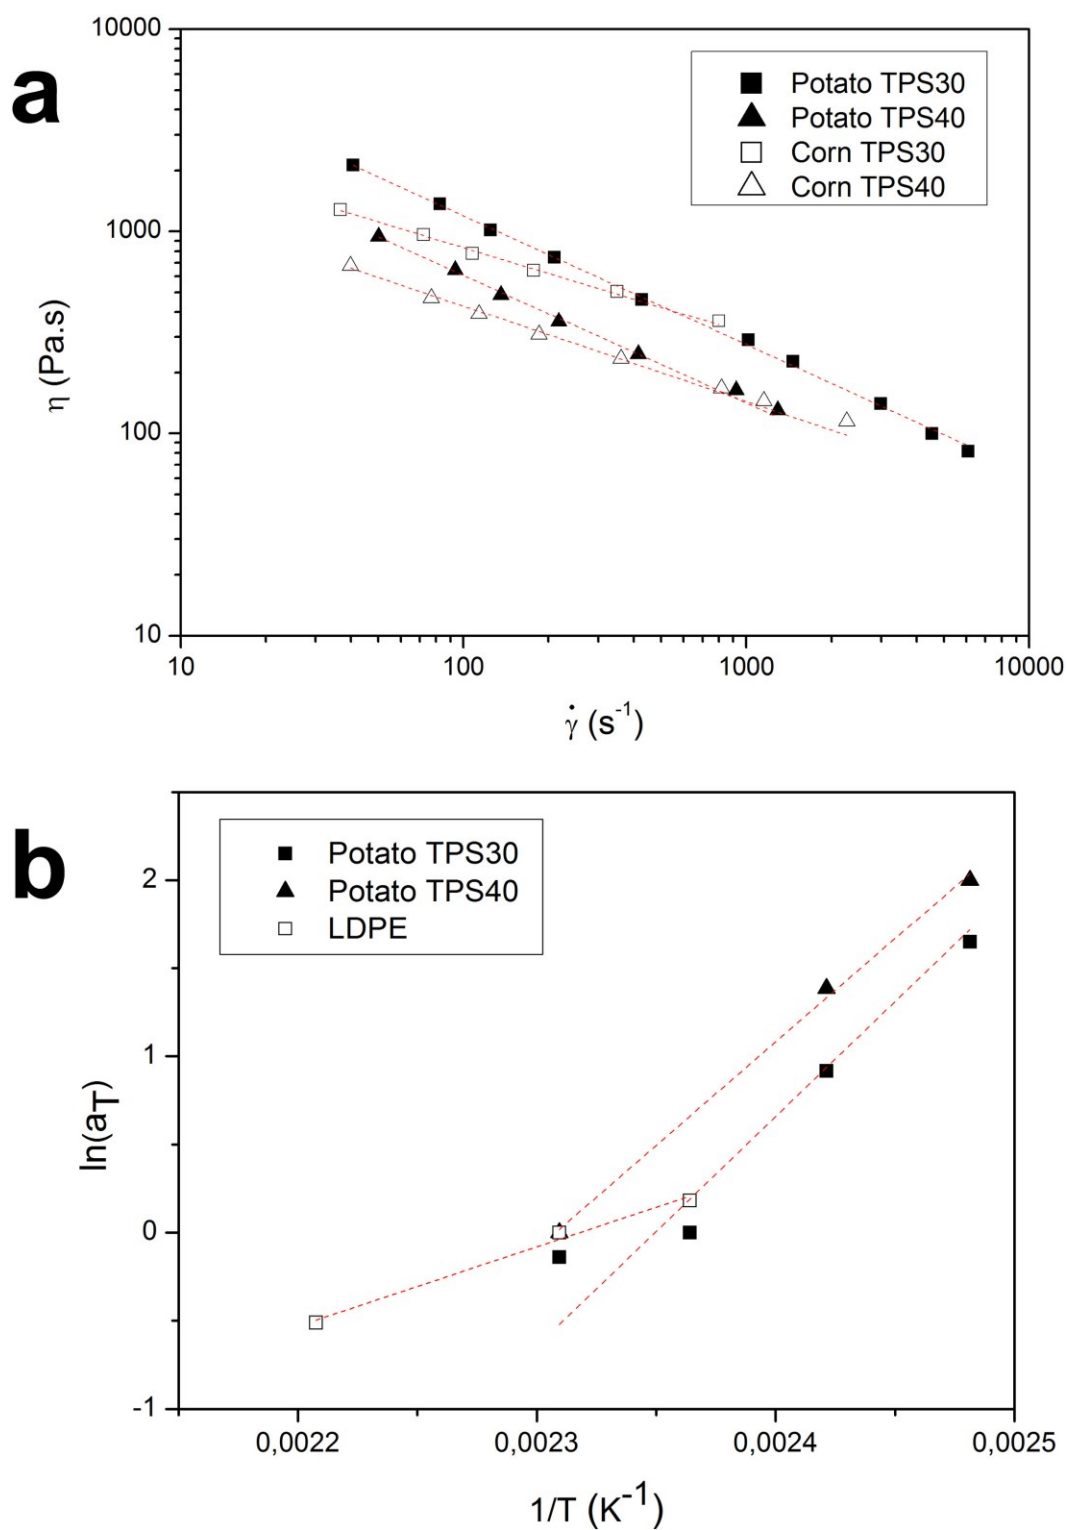 a
10000
1000
100
10
η (Pa.s)
Potato TPS30
Potato TPS40
Corn TPS30
Corn TPS40
10
100
1000
10000
γ̇ (s⁻¹)
b
2
1
0
-1
ln(aT)
Potato TPS30
Potato TPS40
LDPE
0,0022
0,0023
0,0024
0,0025
1/T (K⁻¹)